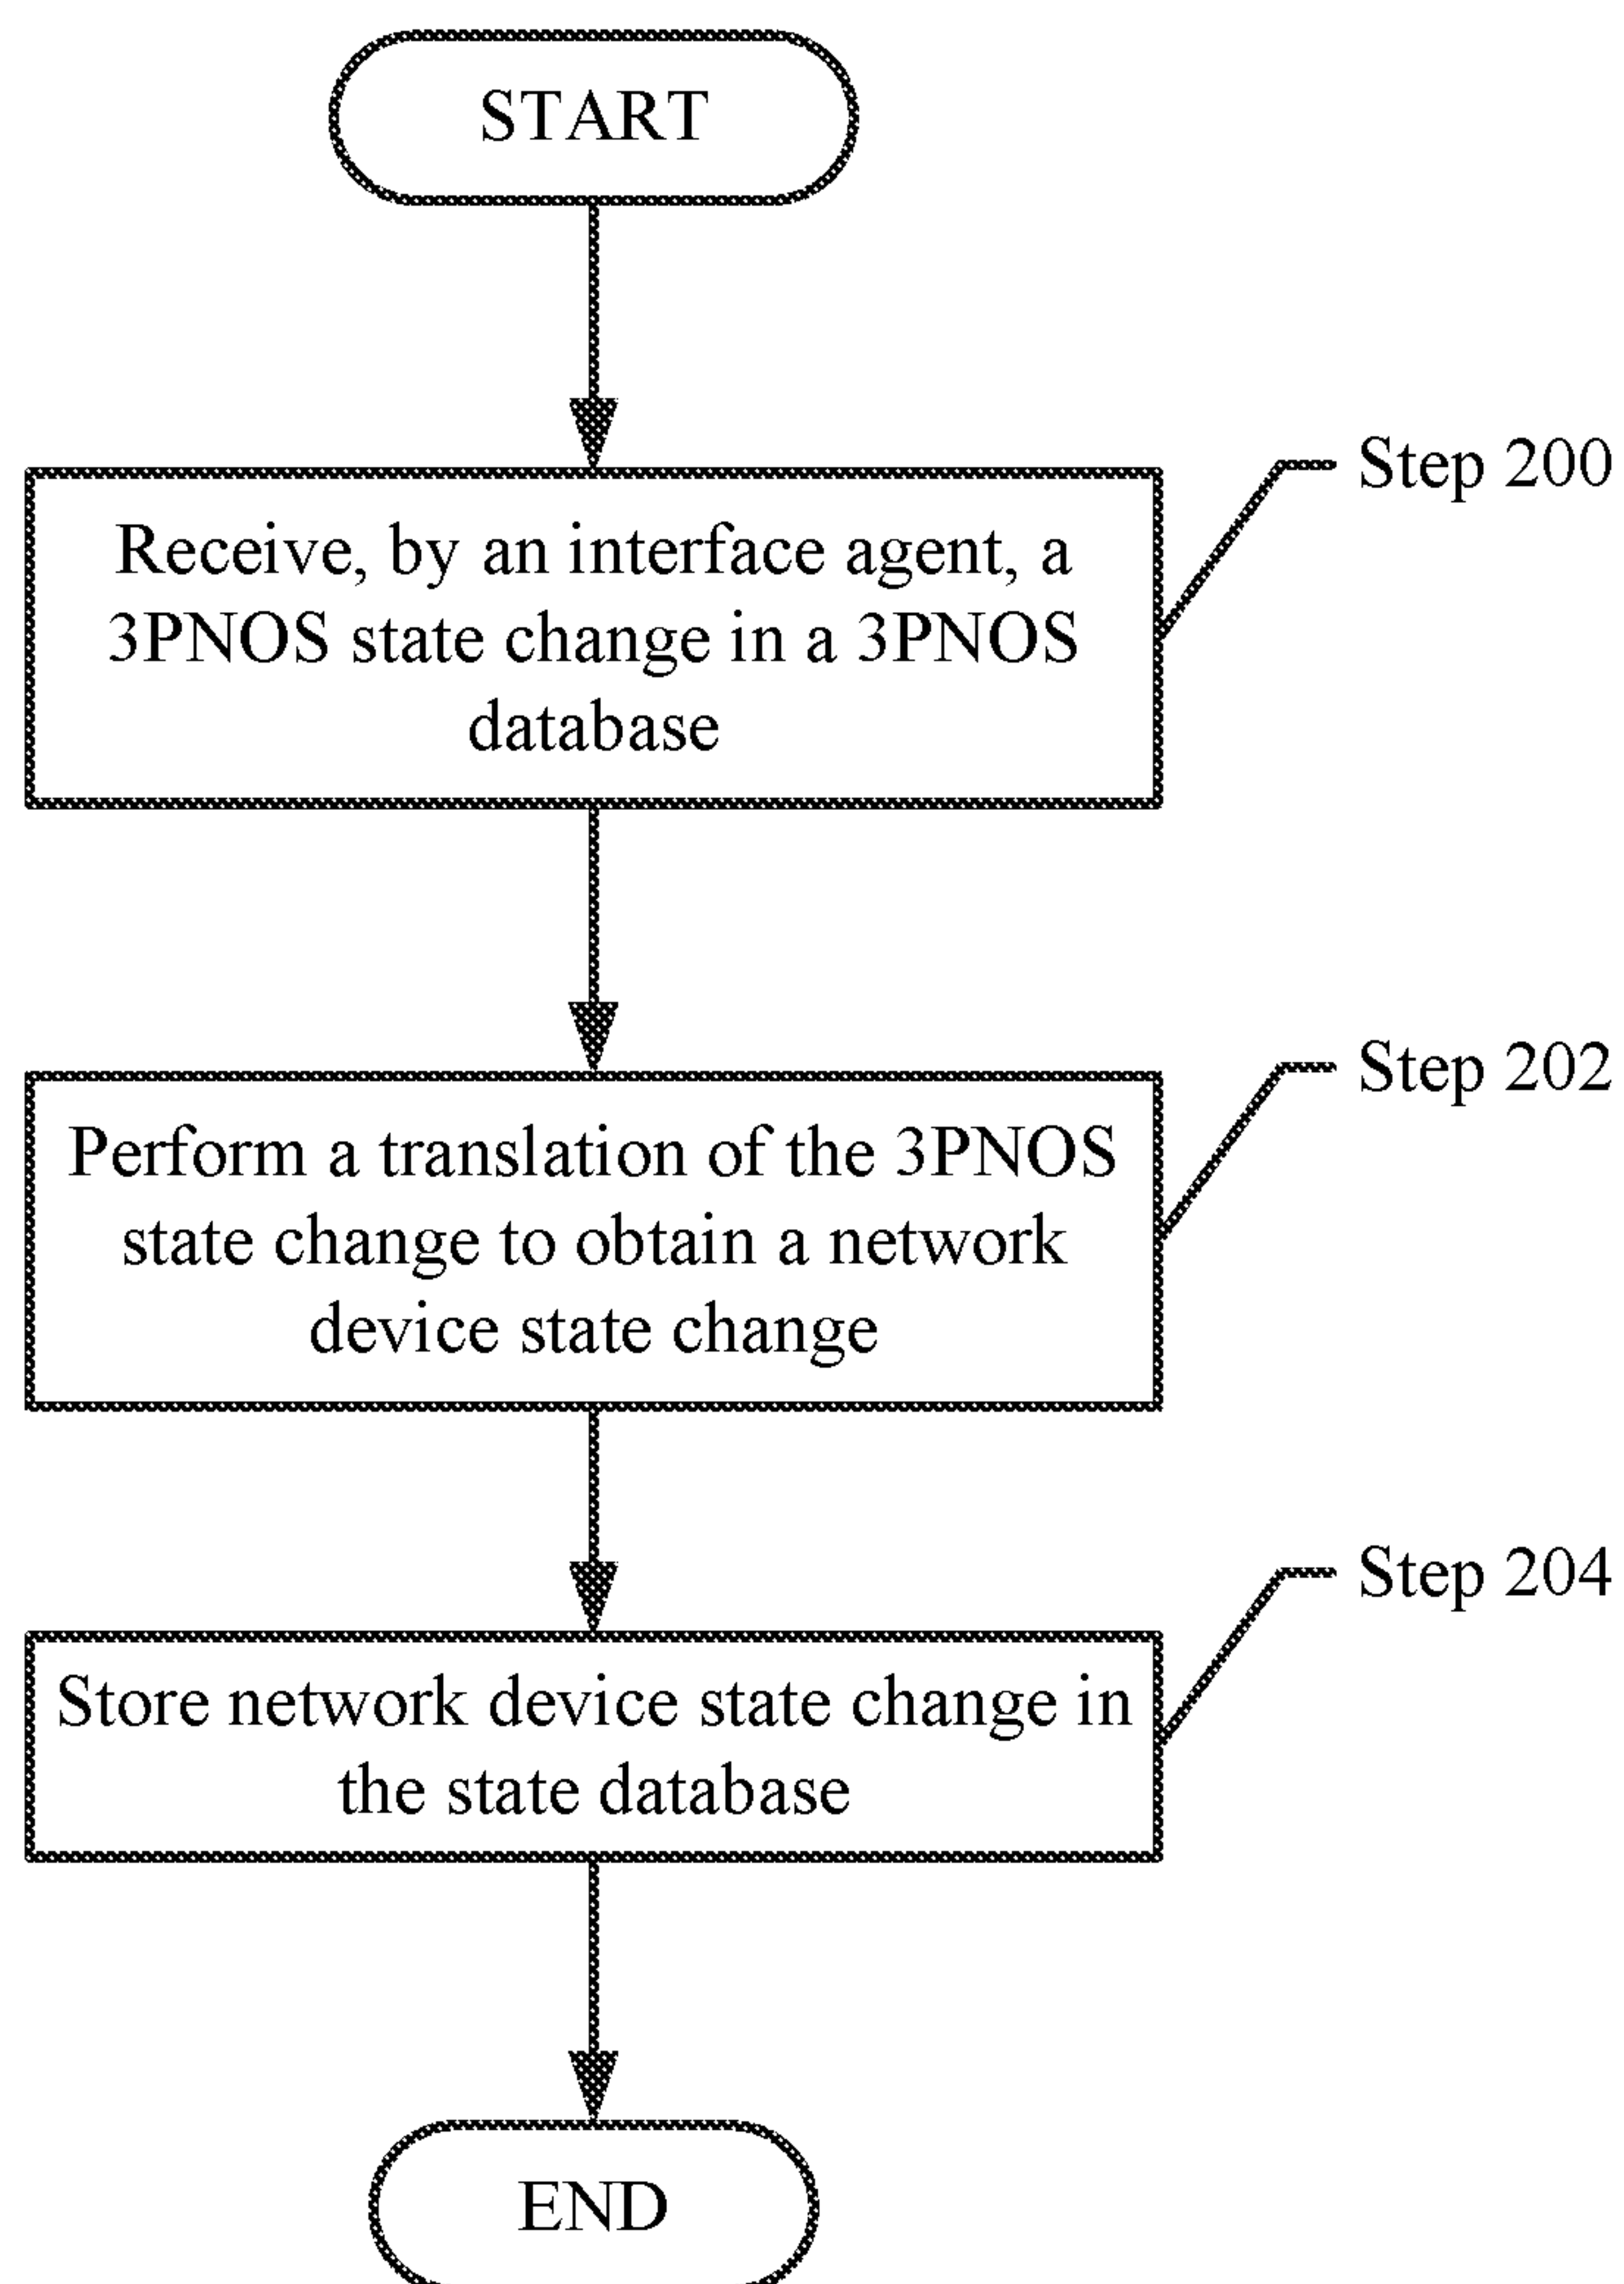 START
Step 200
Receive, by an interface agent, a
3PNOS state change in a 3PNOS
database
Step 202
Perform a translation of the 3PNOS
state change to obtain a network
device state change
Step 204
Store network device state change in
the state database
END